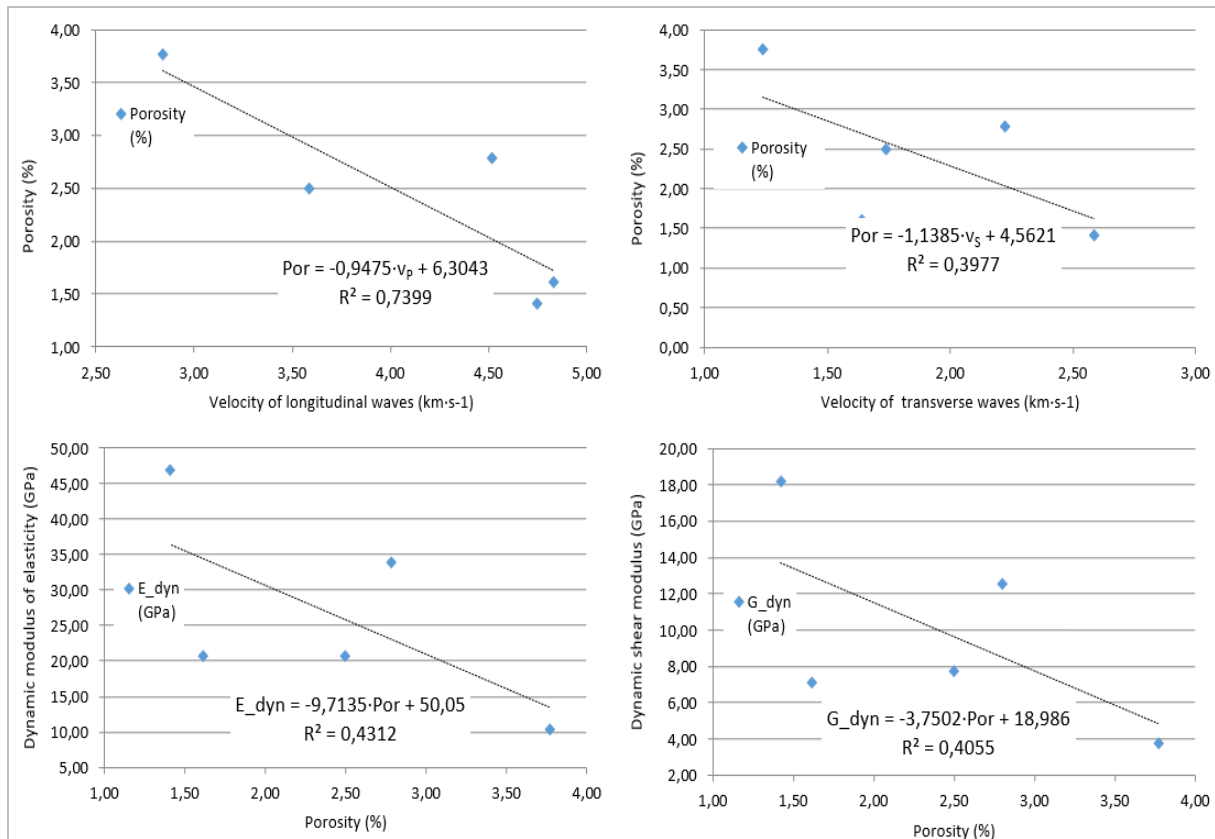 4,00
3,50
3,00
2,50
2,00
1,50
1,00
Porosity (%)
Porosity
(%)
Por = -0,9475·vP + 6,3043
R² = 0,7399
2,50 3,00 3,50 4,00 4,50 5,00
Velocity of longitudinal waves (km·s-1)
4,00
3,50
3,00
2,50
2,00
1,50
1,00
0,50
0,00
Porosity (%)
Porosity
(%)
Por = -1,1385·vS + 4,5621
R² = 0,3977
1,00 1,50 2,00 2,50 3,00
Velocity of transverse waves (km·s-1)
50,00
45,00
40,00
35,00
30,00
25,00
20,00
15,00
10,00
5,00
Dynamic modulus of elasticity (GPa)
E_dyn
(GPa)
E_dyn = -9,7135·Por + 50,05
R² = 0,4312
1,00 1,50 2,00 2,50 3,00 3,50 4,00
Porosity (%)
20,00
18,00
16,00
14,00
12,00
10,00
8,00
6,00
4,00
2,00
Dynamic shear modulus (GPa)
G_dyn
(GPa)
G_dyn = -3,7502·Por + 18,986
R² = 0,4055
1,00 1,50 2,00 2,50 3,00 3,50 4,00
Porosity (%)